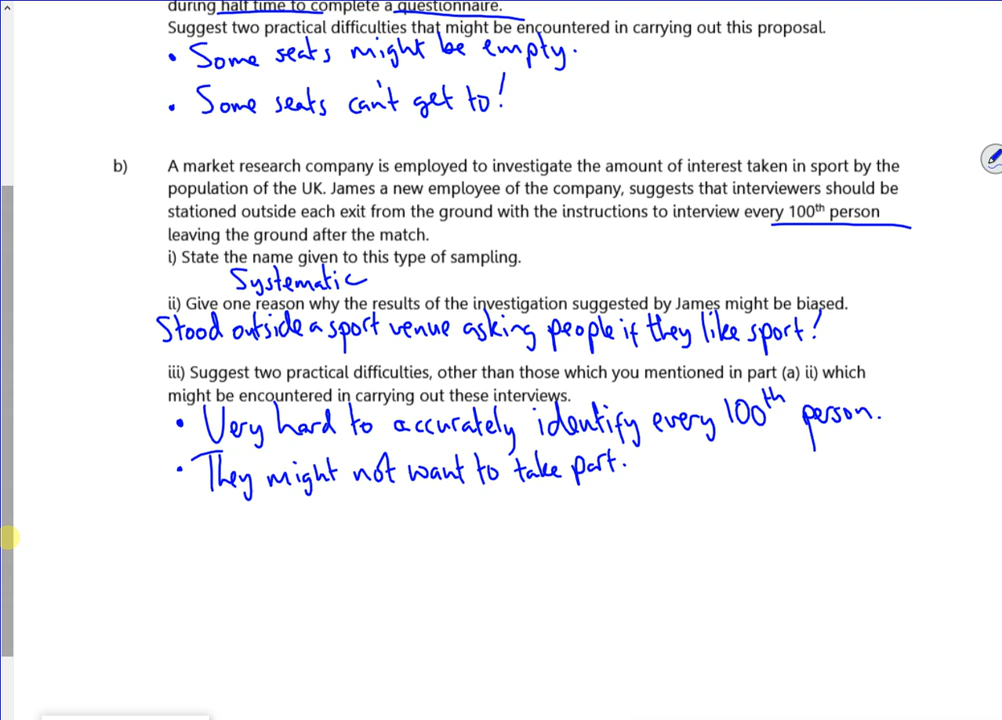 during half time to complete a questionnaire.
Suggest two practical difficulties that might be encountered in carrying out this proposal.
• Some seats might be empty.
• Some seats can't get to!
b) A market research company is employed to investigate the amount of interest taken in sport by the
population of the UK. James a new employee of the company, suggests that interviewers should be
stationed outside each exit from the ground with the instructions to interview every 100th person
leaving the ground after the match.
i) State the name given to this type of sampling.
Systematic
ii) Give one reason why the results of the investigation suggested by James might be biased.
Stood outside a sport venue asking people if they like sport!
iii) Suggest two practical difficulties, other than those which you mentioned in part (a) ii) which
might be encountered in carrying out these interviews.
• Very hard to accurately identify every 100th person.
• They might not want to take part.